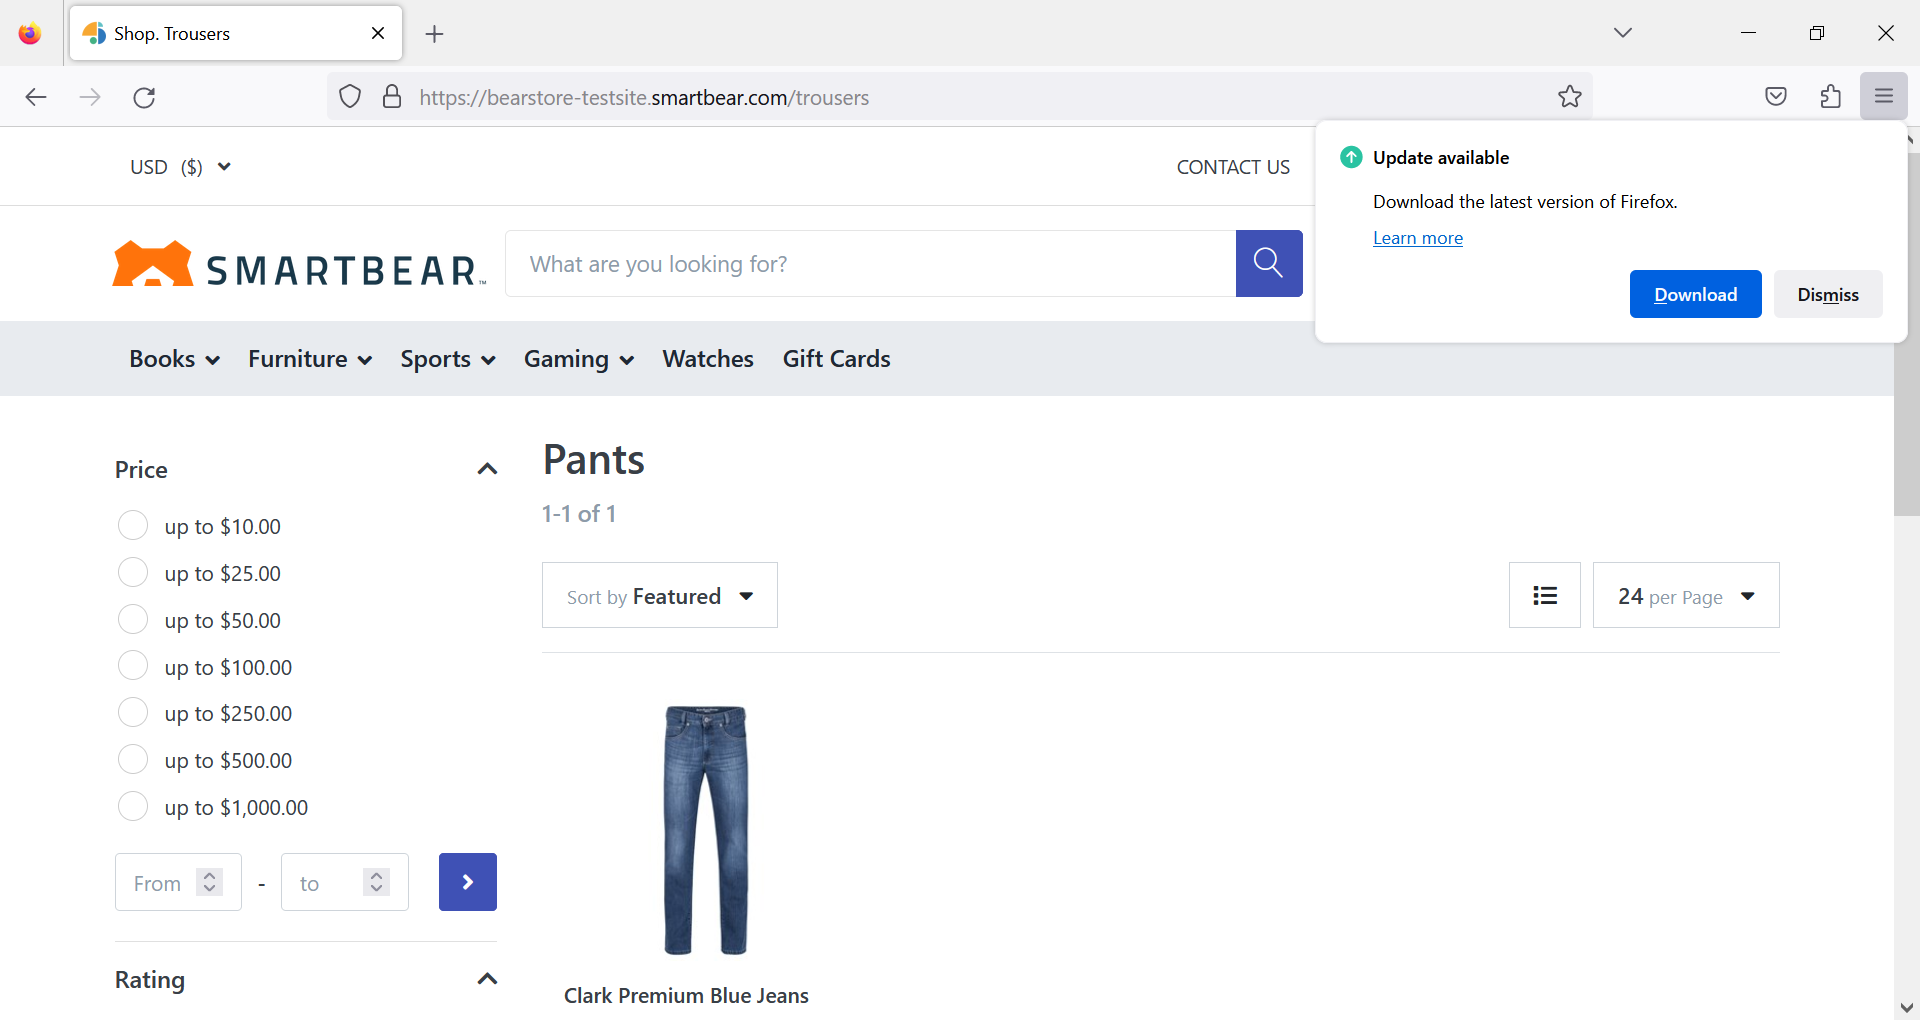 Shop. Trousers
https://bearstore-testsite.smartbear.com/trousers
Update available
Download the latest version of Firefox.
Learn more
Download
Dismiss
USD ($)
CONTACT US
SMARTBEAR™
What are you looking for?
Books
Furniture
Sports
Gaming
Watches
Gift Cards
Price
up to $10.00
up to $25.00
up to $50.00
up to $100.00
up to $250.00
up to $500.00
up to $1,000.00
From - to
Rating
Pants
1-1 of 1
Sort by Featured
24 per Page
Clark Premium Blue Jeans